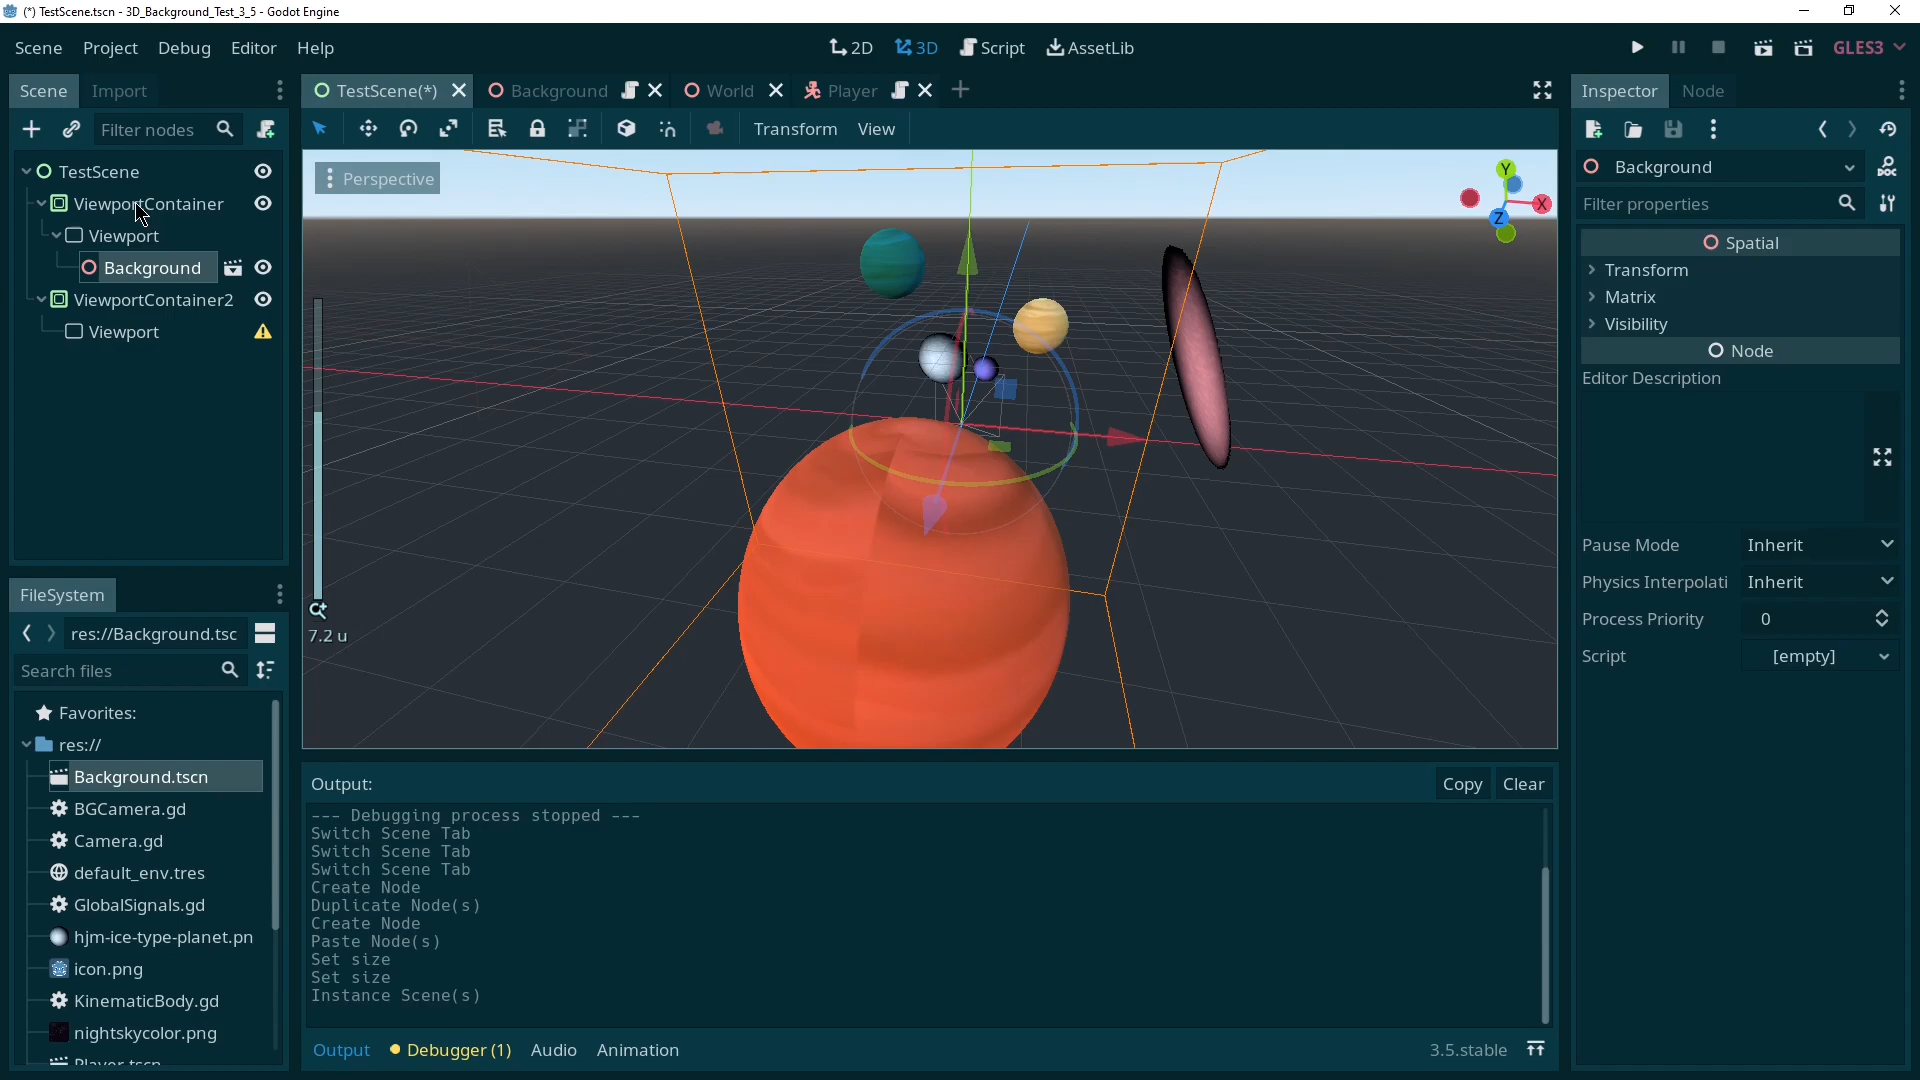 (*) TestScene.tscn - 3D_Background_Test_3_5 - Godot Engine
Scene Project Debug Editor Help
2D 3D Script AssetLib
GLES3
Scene Import
TestScene(*) Background World Player
Inspector Node
Filter nodes
Transform View
TestScene
ViewportContainer
Viewport
Background
ViewportContainer2
Viewport
Perspective
Y
X
Z
7.2 u
Background
Filter properties
Spatial
Transform
Matrix
Visibility
Node
Editor Description
Pause Mode Inherit
Physics Interpolati Inherit
Process Priority 0
Script [empty]
FileSystem
res://Background.tsc
Search files
Favorites:
res://
Background.tscn
BGCamera.gd
Camera.gd
default_env.tres
GlobalSignals.gd
hjm-ice-type-planet.pn
icon.png
KinematicBody.gd
nightskycolor.png
Player.tscn
Output:
Copy Clear
--- Debugging process stopped ---
Switch Scene Tab
Switch Scene Tab
Switch Scene Tab
Create Node
Duplicate Node(s)
Create Node
Paste Node(s)
Set size
Set size
Instance Scene(s)
Output Debugger (1) Audio Animation
3.5.stable